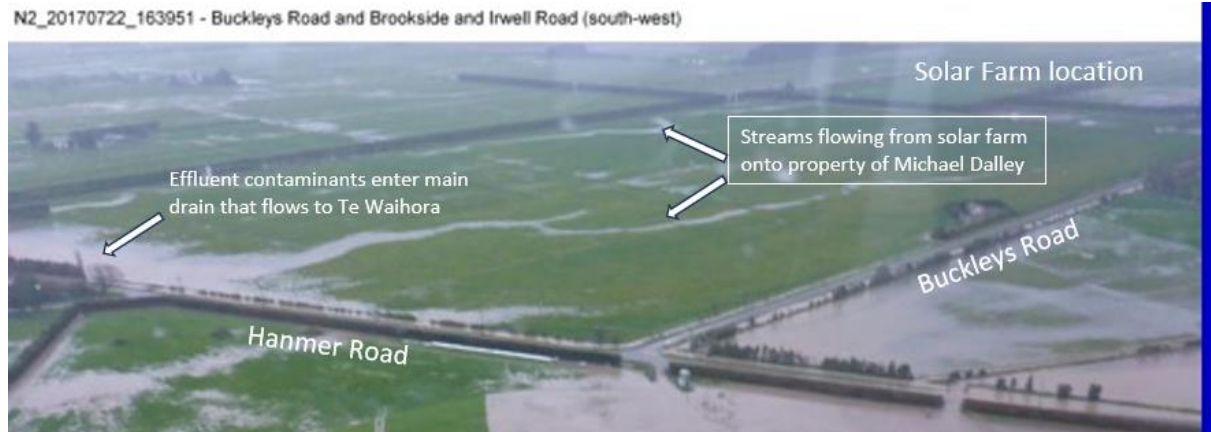 N2_20170722_163951 - Buckleys Road and Brookside and Irwell Road (south-west)
Solar Farm location
Streams flowing from solar farm
onto property of Michael Dalley
Effluent contaminants enter main
drain that flows to Te Waihora
Buckleys Road
Hanmer Road